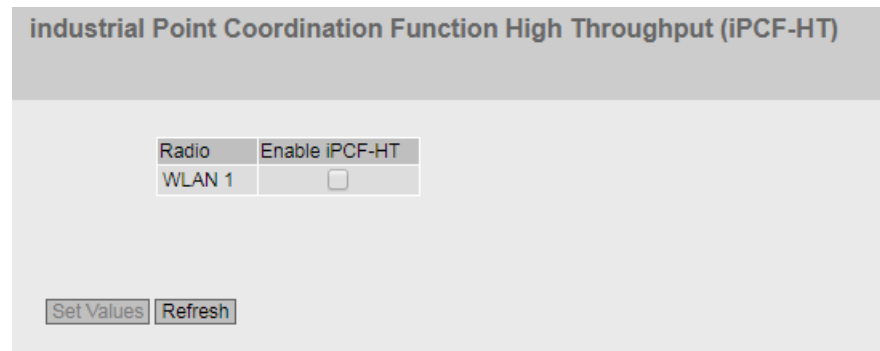 industrial Point Coordination Function High Throughput (iPCF-HT)
Radio Enable iPCF-HT
WLAN 1
Set Values Refresh